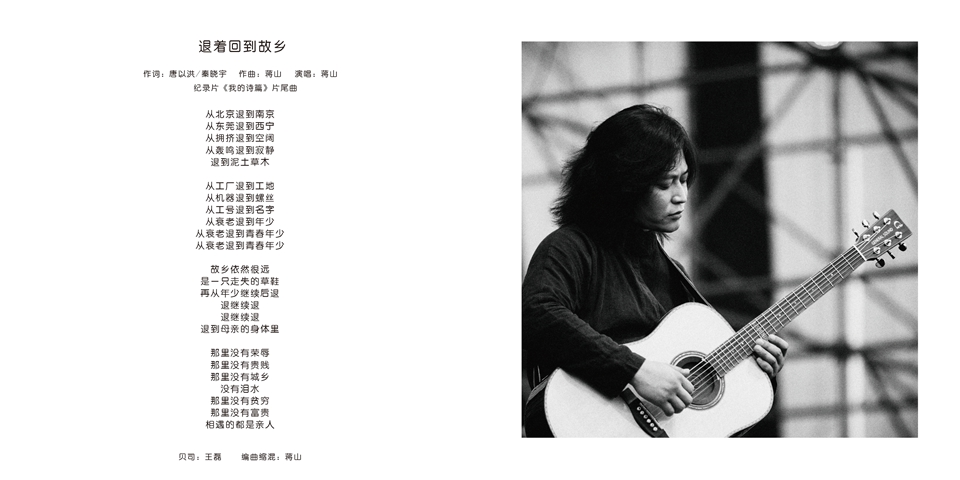 退着回到故乡
作词：唐以洪/秦晓宇 作曲：蒋山 演唱：蒋山
纪录片《我的诗篇》片尾曲
从北京退到南京
从东莞退到西宁
从拥挤退到空阔
从轰鸣退到寂静
退到泥土草木
从工厂退到工地
从机器退到螺丝
从工号退到名字
从衰老退到年少
从衰老退到青春年少
从衰老退到青春年少
故乡依然很远
是一只走失的草鞋
再从年少继续后退
退继续退
退继续退
退到母亲的身体里
那里没有荣辱
那里没有贵贱
那里没有城乡
没有泪水
那里没有贫穷
那里没有富贵
相遇的都是亲人
贝司：王磊 编曲缩混：蒋山